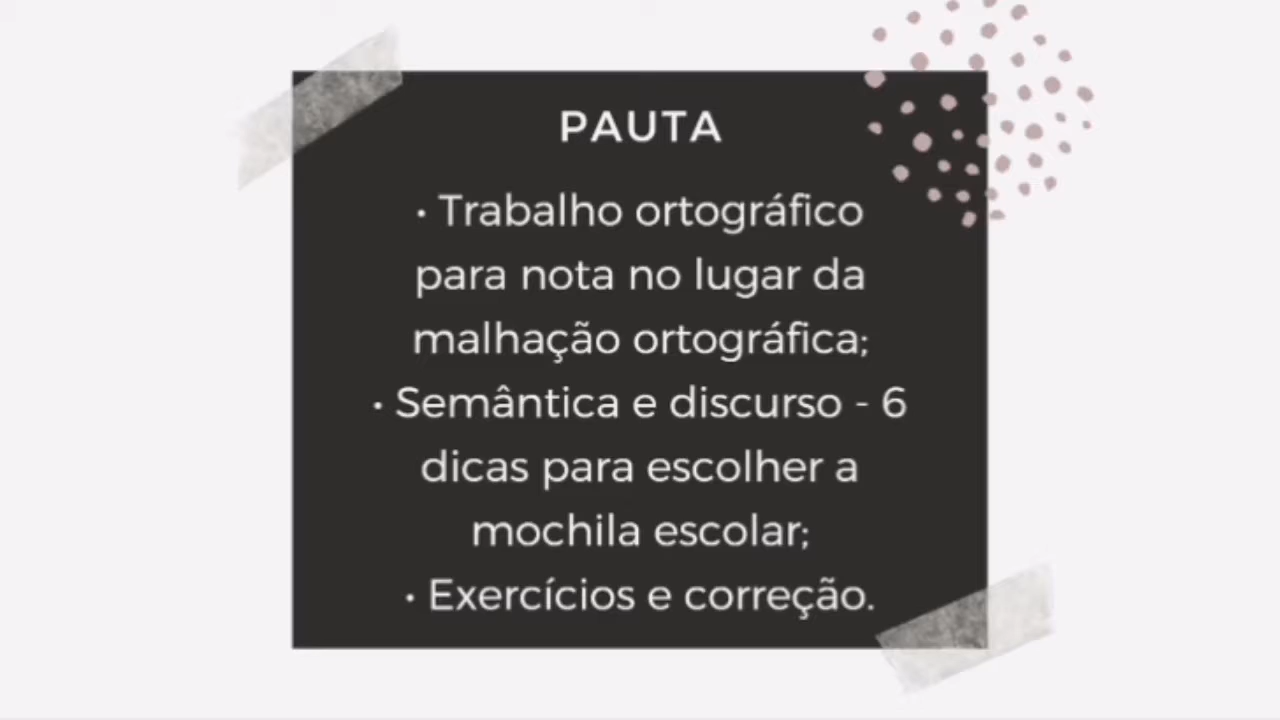 PAUTA
• Trabalho ortográfico
para nota no lugar da
malhação ortográfica;
• Semântica e discurso - 6
dicas para escolher a
mochila escolar;
• Exercícios e correção.